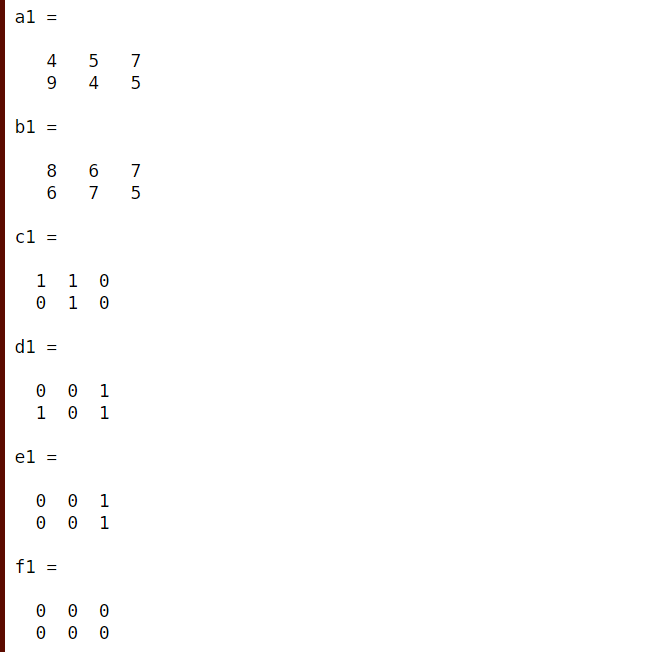 a1 =
4 5 7
9 4 5
b1 =
8 6 7
6 7 5
c1 =
1 1 0
0 1 0
d1 =
0 0 1
1 0 1
e1 =
0 0 1
0 0 1
f1 =
0 0 0
0 0 0